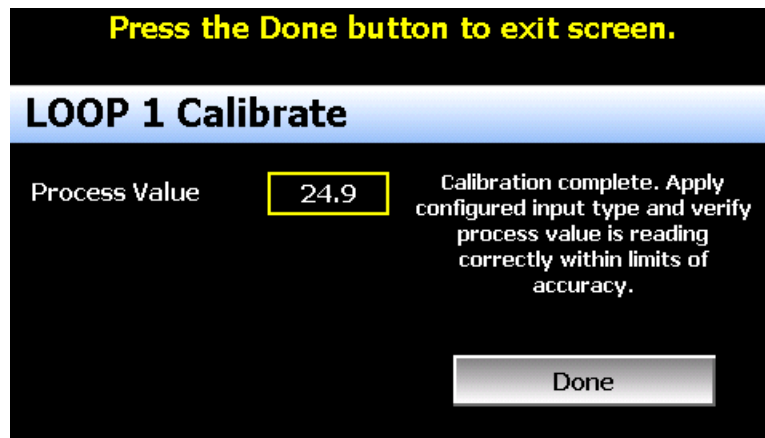 Press the Done button to exit screen.
LOOP 1 Calibrate
Process Value
24.9
Calibration complete. Apply
configured input type and verify
process value is reading
correctly within limits of
accuracy.
Done